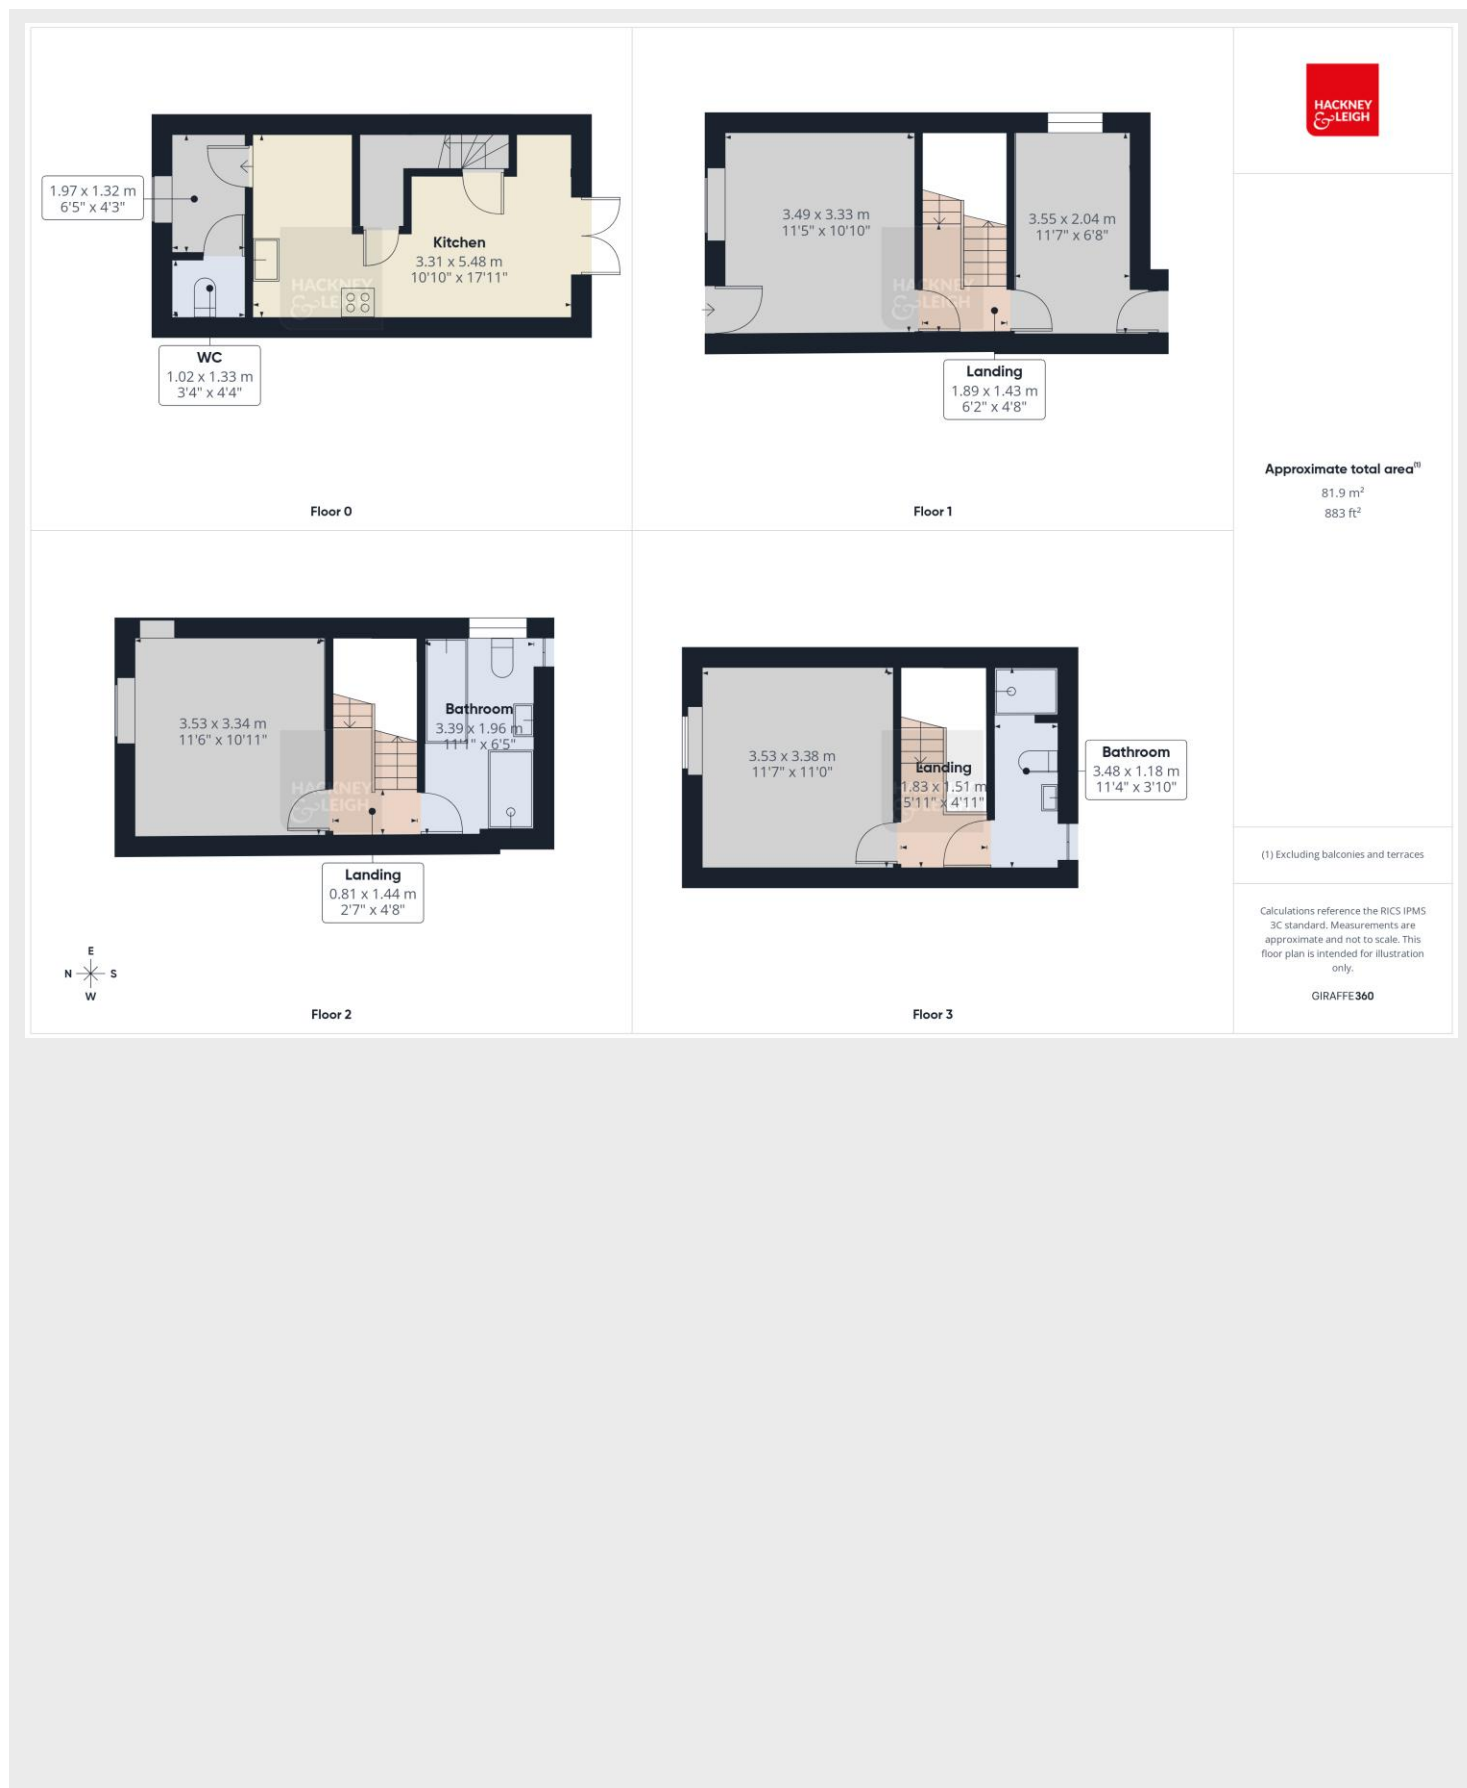 1.97 x 1.32 m
6'5" x 4'3"
Kitchen
3.31 x 5.48 m
10'10" x 17'11"
HACKNEY
& LEIGH
WC
1.02 x 1.33 m
3'4" x 4'4"
Floor 0
3.49 x 3.33 m
11'5" x 10'10"
3.55 x 2.04 m
11'7" x 6'8"
HACKNEY
& LEIGH
Landing
1.89 x 1.43 m
6'2" x 4'8"
Floor 1
HACKNEY
& LEIGH
Approximate total area(1)
81.9 m²
883 ft²
3.53 x 3.34 m
11'6" x 10'11"
Bathroom
3.39 x 1.96 m
11'1" x 6'5"
HACKNEY
& LEIGH
Landing
0.81 x 1.44 m
2'7" x 4'8"
E
N S
W
Floor 2
3.53 x 3.38 m
11'7" x 11'0"
Landing
1.83 x 1.51 m
5'11" x 4'11"
Bathroom
3.48 x 1.18 m
11'4" x 3'10"
Floor 3
(1) Excluding balconies and terraces
Calculations reference the RICS IPMS
3C standard. Measurements are
approximate and not to scale. This
floor plan is intended for illustration
only.
GIRAFFE360